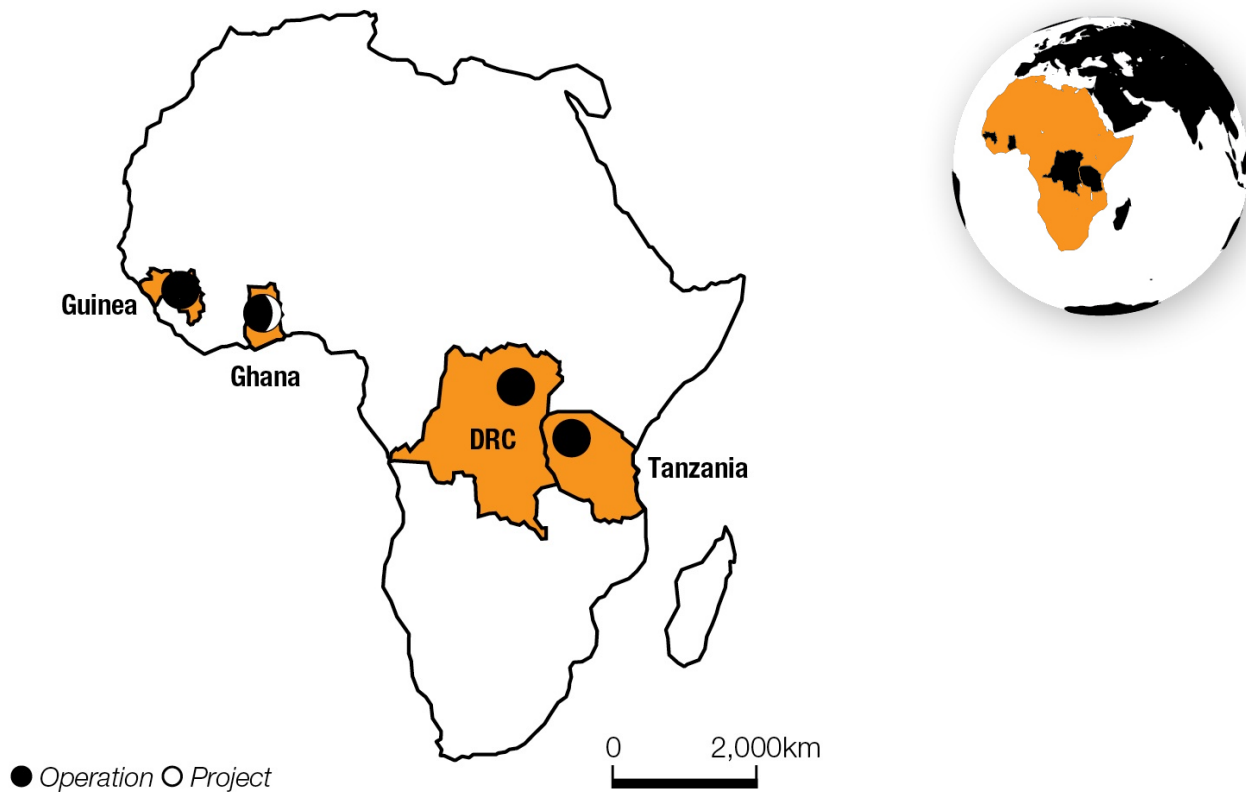 Guinea
Ghana
DRC
Tanzania
0 2,000km
Operation Project